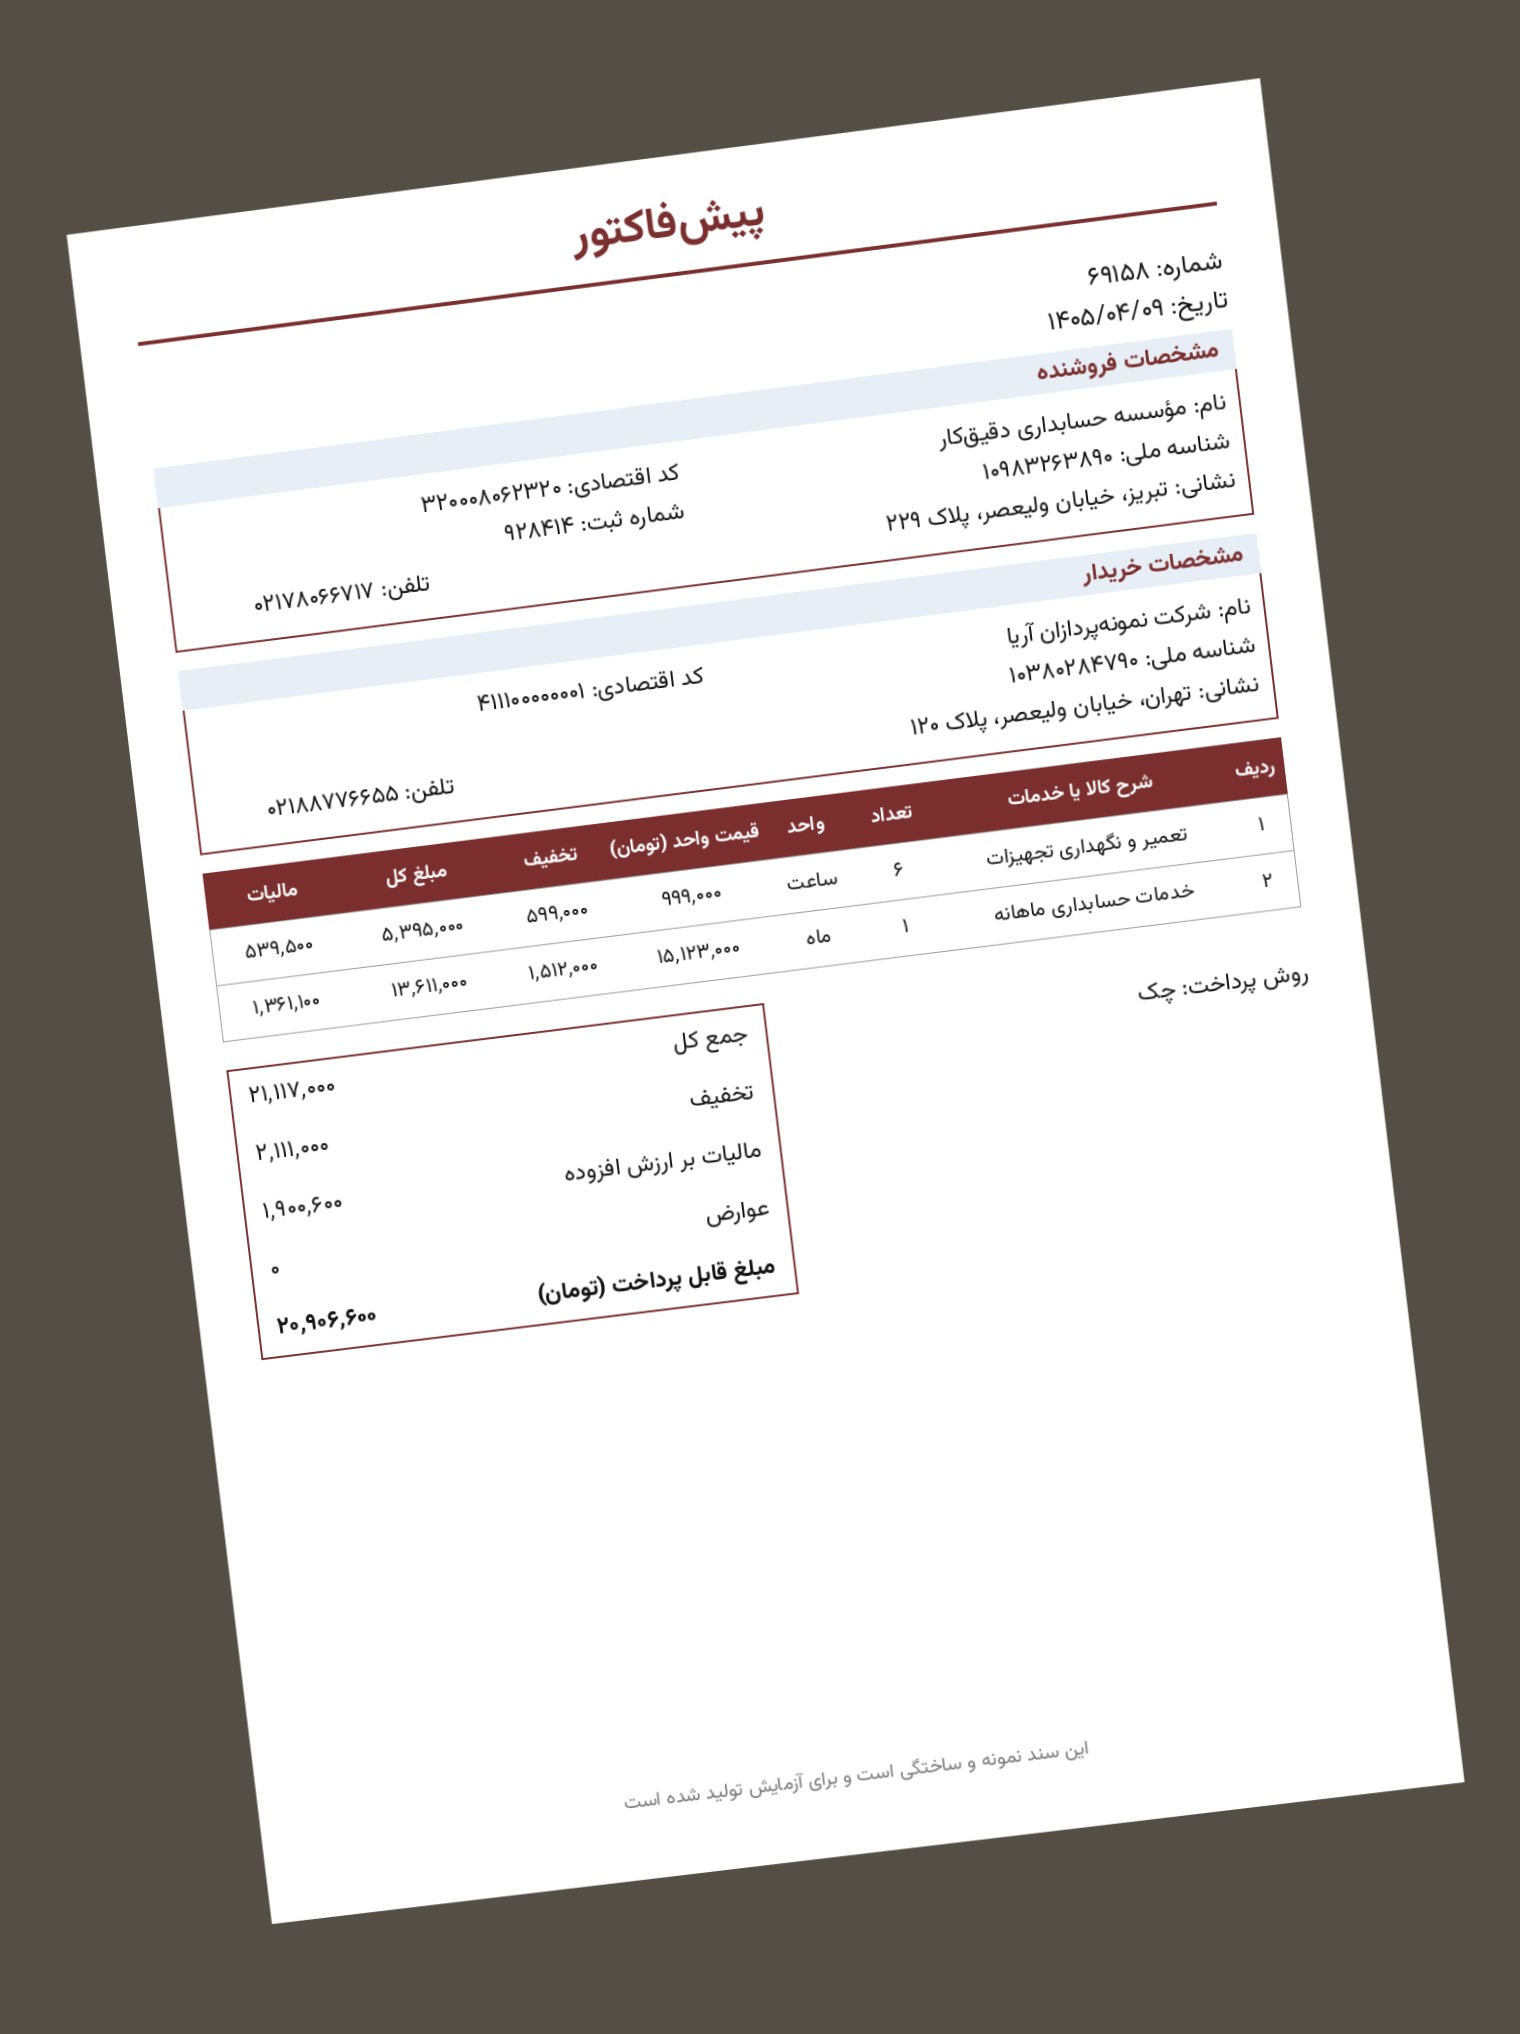 پیش‌فاکتور
شماره: ۶۹۱۵۸
تاریخ: ۱۴۰۵/۰۴/۰۹
مشخصات فروشنده
نام: مؤسسه حسابداری دقیق‌کار
کد اقتصادی: ۳۲۰۰۰۸۰۶۲۳۲۰
شناسه ملی: ۱۰۹۸۳۲۶۳۸۹۰
شماره ثبت: ۹۲۸۴۱۴
نشانی: تبریز، خیابان ولیعصر، پلاک ۲۲۹
تلفن: ۰۲۱۷۸۰۶۶۷۱۷
مشخصات خریدار
نام: شرکت نمونه‌پردازان آریا
کد اقتصادی: ۴۱۱۱۰۰۰۰۰۰۰۱
شناسه ملی: ۱۰۳۸۰۲۸۴۷۹۰
نشانی: تهران، خیابان ولیعصر، پلاک ۱۲۰
تلفن: ۰۲۱۸۸۷۷۶۶۵۵
ردیف شرح کالا یا خدمات تعداد واحد قیمت واحد (تومان) تخفیف مبلغ کل مالیات
۱ تعمیر و نگهداری تجهیزات ۶ ساعت ۹۹۹,۰۰۰ ۵۹۹,۰۰۰ ۵,۳۹۵,۰۰۰ ۵۳۹,۵۰۰
۲ خدمات حسابداری ماهانه ۱ ماه ۱۵,۱۲۳,۰۰۰ ۱,۵۱۲,۰۰۰ ۱۳,۶۱۱,۰۰۰ ۱,۳۶۱,۱۰۰
روش پرداخت: چک
جمع کل ۲۱,۱۱۷,۰۰۰
تخفیف ۲,۱۱۱,۰۰۰
مالیات بر ارزش افزوده ۱,۹۰۰,۶۰۰
عوارض ۰
مبلغ قابل پرداخت (تومان) ۲۰,۹۰۶,۶۰۰
این سند نمونه و ساختگی است و برای آزمایش تولید شده است